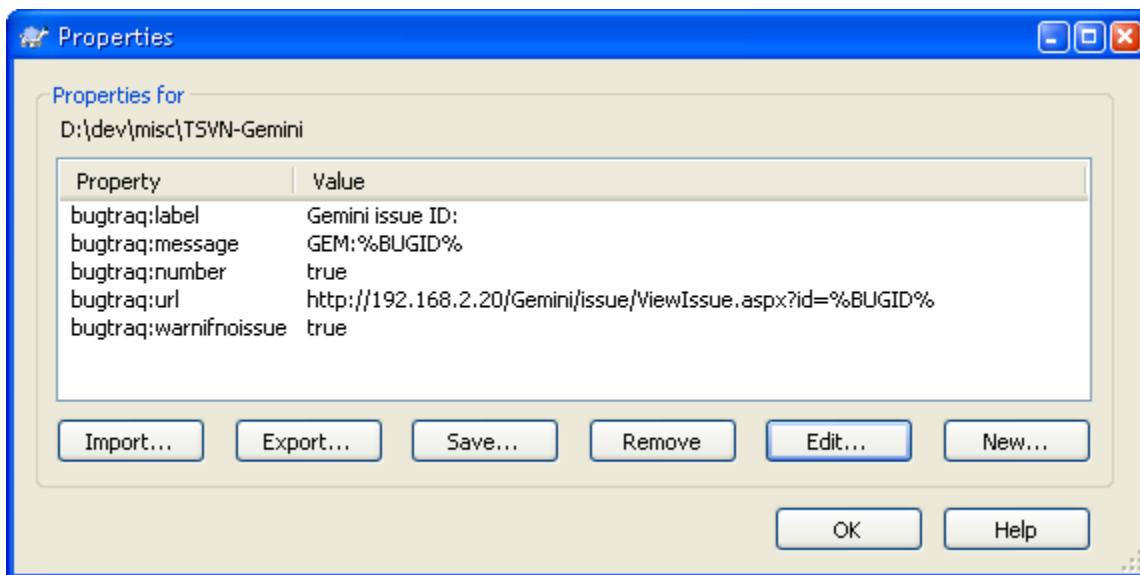 Properties
Properties for
D:\dev\misc\TSVN-Gemini
Property Value
bugtraq:label Gemini issue ID:
bugtraq:message GEM:%BUGID%
bugtraq:number true
bugtraq:url http://192.168.2.20/Gemini/issue/ViewIssue.aspx?id=%BUGID%
bugtraq:warnifnoissue true
Import... Export... Save... Remove Edit... New...
OK Help